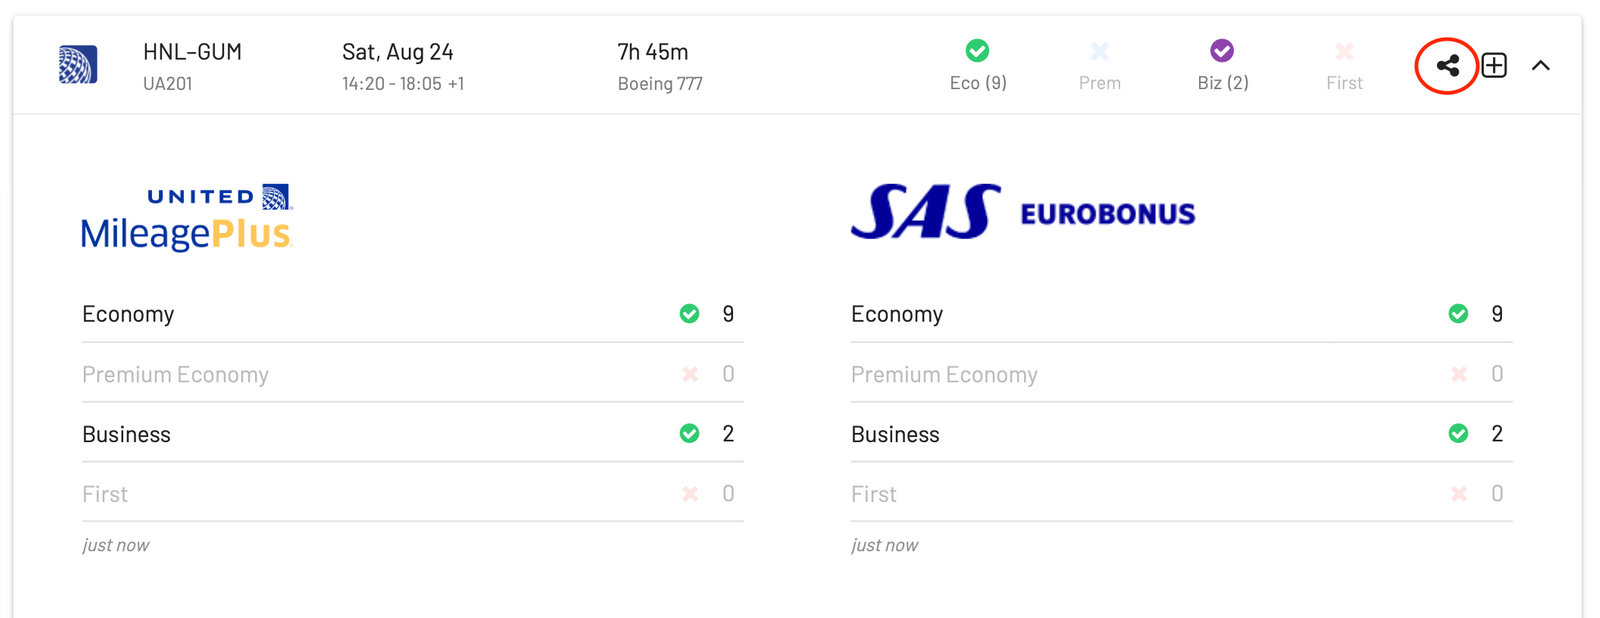 HNL–GUM Sat, Aug 24 7h 45m
UA201 14:20 - 18:05 +1 Boeing 777 Eco (9) Prem Biz (2) First
UNITED
MileagePlus
SAS EUROBONUS
Economy 9
Premium Economy 0
Business 2
First 0
just now
Economy 9
Premium Economy 0
Business 2
First 0
just now